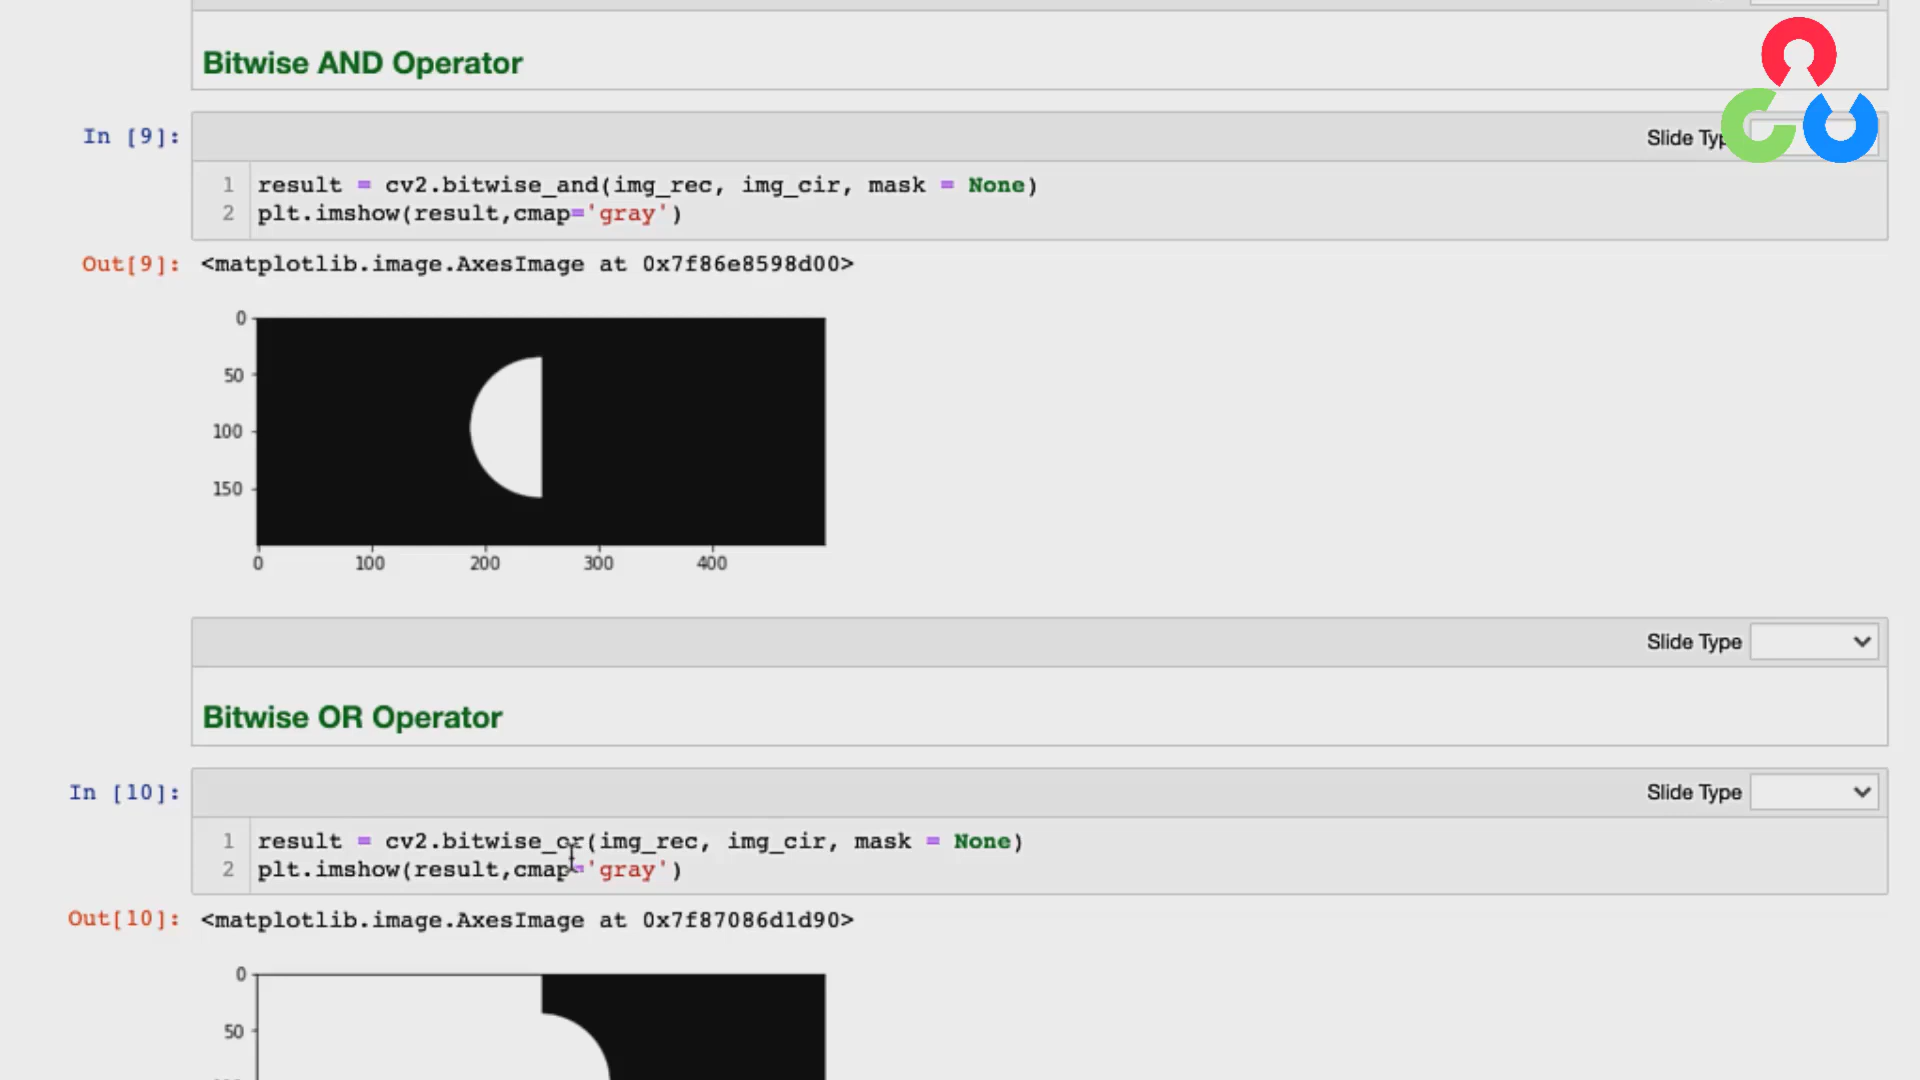 Bitwise AND Operator
In [9]:
Slide Typ
1 result = cv2.bitwise_and(img_rec, img_cir, mask = None)
2 plt.imshow(result,cmap='gray')
Out[9]: <matplotlib.image.AxesImage at 0x7f86e8598d00>
0
50
100
150
0 100 200 300 400
Slide Type
Bitwise OR Operator
In [10]:
Slide Type
1 result = cv2.bitwise_or(img_rec, img_cir, mask = None)
2 plt.imshow(result,cmap='gray')
Out[10]: <matplotlib.image.AxesImage at 0x7f87086d1d90>
0
50